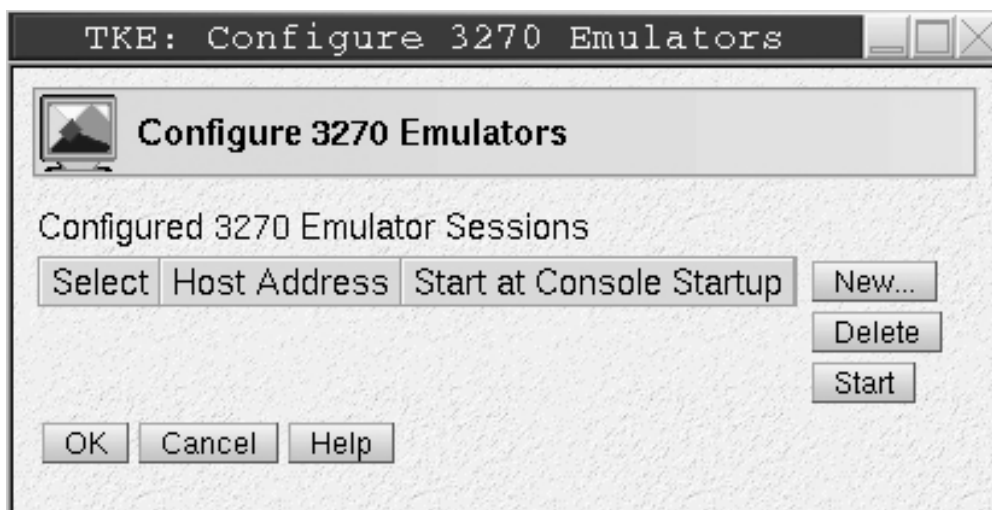 TKE: Configure 3270 Emulators
Configure 3270 Emulators
Configured 3270 Emulator Sessions
Select Host Address Start at Console Startup New...
Delete
Start
OK Cancel Help